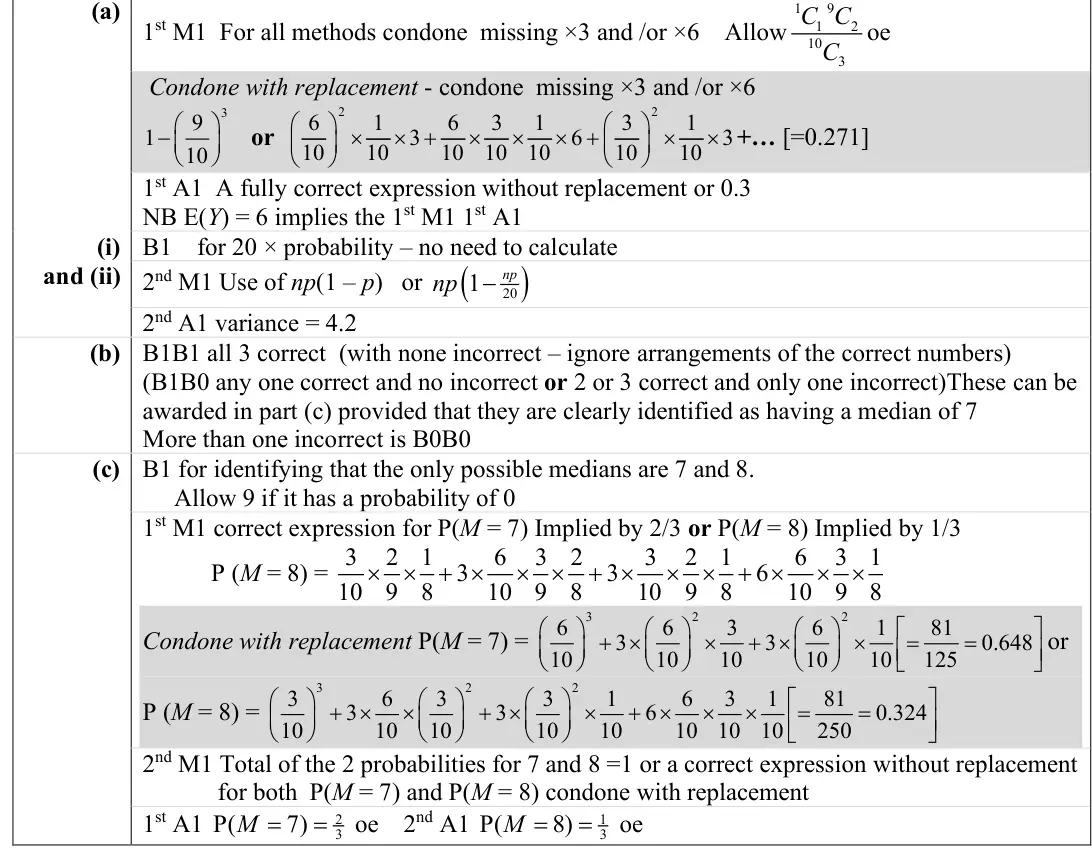 (a) 1st M1 For all methods condone missing ×3 and /or ×6 Allow ¹C₁ ⁹C₂ / ¹⁰C₃ oe
Condone with replacement - condone missing ×3 and /or ×6
1−(9/10)³ or (6/10)² × 1/10 ×3 + 6/10 × 3/10 × 1/10 ×6 + (3/10)² × 1/10 ×3 +… [=0.271]
1st A1 A fully correct expression without replacement or 0.3
NB E(Y) = 6 implies the 1st M1 1st A1
(i) B1 for 20 × probability – no need to calculate
and (ii) 2nd M1 Use of np(1 – p) or np(1 − np/20)
2nd A1 variance = 4.2
(b) B1B1 all 3 correct (with none incorrect – ignore arrangements of the correct numbers)
(B1B0 any one correct and no incorrect or 2 or 3 correct and only one incorrect)These can be
awarded in part (c) provided that they are clearly identified as having a median of 7
More than one incorrect is B0B0
(c) B1 for identifying that the only possible medians are 7 and 8.
Allow 9 if it has a probability of 0
1st M1 correct expression for P(M = 7) Implied by 2/3 or P(M = 8) Implied by 1/3
P (M = 8) = 3/10 × 2/9 × 1/8 + 3× 6/10 × 3/9 × 2/8 + 3× 3/10 × 2/9 × 1/8 + 6× 6/10 × 3/9 × 1/8
Condone with replacement P(M = 7) = (6/10)³ + 3×(6/10)² × 3/10 + 3×(6/10)² × 1/10 [= 81/125 = 0.648] or
P (M = 8) = (3/10)³ + 3× 6/10 ×(3/10)² + 3×(3/10)² × 1/10 + 6× 6/10 × 3/10 × 1/10 [= 81/250 = 0.324]
2nd M1 Total of the 2 probabilities for 7 and 8 =1 or a correct expression without replacement
for both P(M = 7) and P(M = 8) condone with replacement
1st A1 P(M = 7) = 2/3 oe 2nd A1 P(M = 8) = 1/3 oe